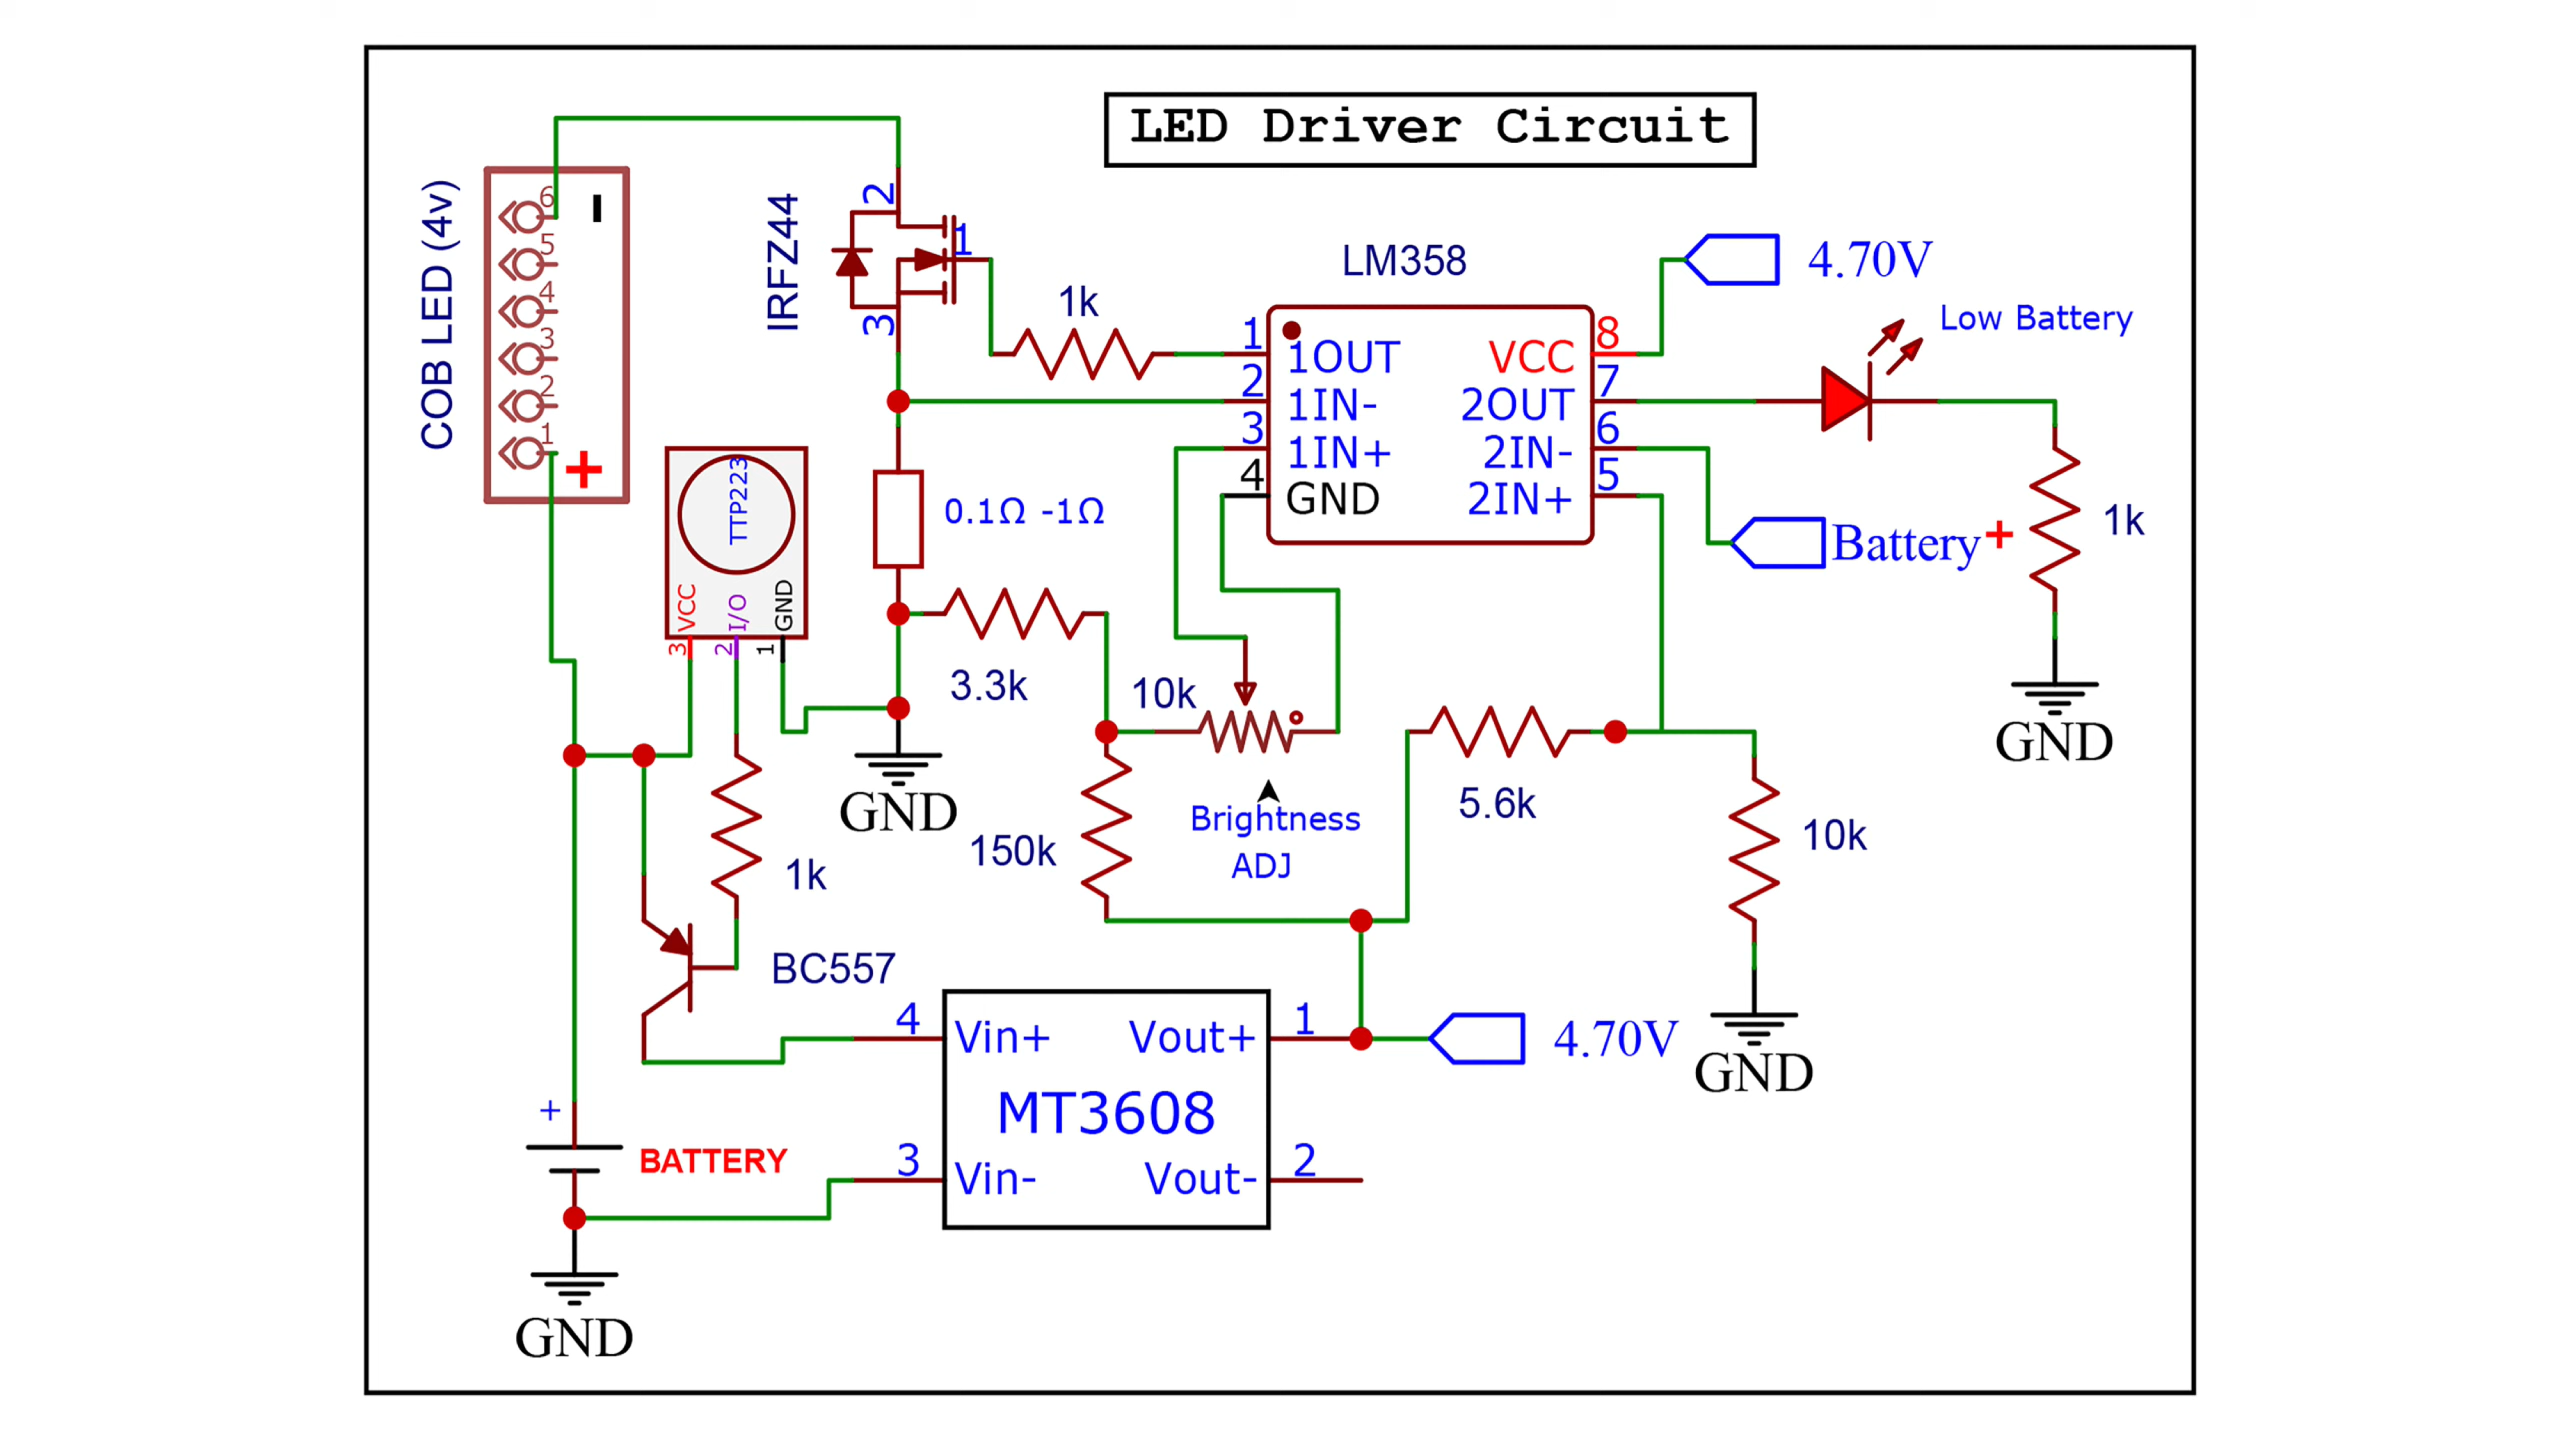 LED Driver Circuit
COB LED (4v)
6
5
4
3
2
1
-
+
IRFZ44
2
1
3
1k
LM358
1
2
3
4
1OUT
1IN-
1IN+
GND
VCC
2OUT
2IN-
2IN+
8
7
6
5
4.70V
Low Battery
Battery+
1k
GND
TTP223
VCC
I/O
GND
3
2
1
0.1Ω -1Ω
3.3k
10k
Brightness
ADJ
150k
5.6k
10k
GND
GND
1k
BC557
4
3
Vin+
Vin-
MT3608
Vout+
Vout-
1
2
4.70V
+
BATTERY
GND